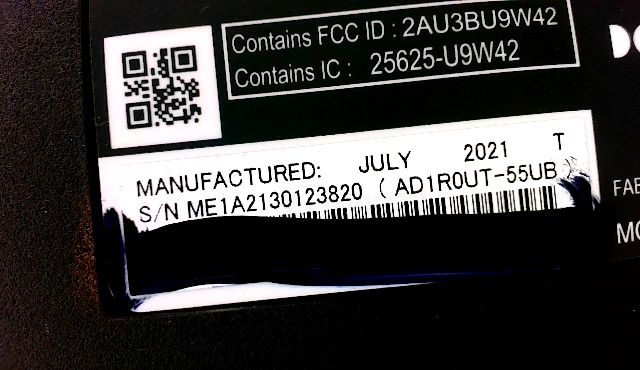 Contains FCC ID : 2AU3BU9W42
Contains IC : 25625-U9W42
MANUFACTURED: JULY 2021 T
S/N ME1A2130123820 ( AD1R0UT-55UB